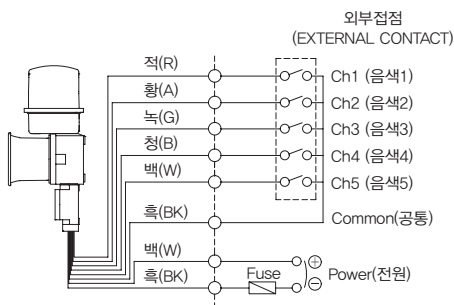 외부접점
(EXTERNAL CONTACT)
적(R)
Ch1 (음색1)
황(A)
Ch2 (음색2)
녹(G)
Ch3 (음색3)
청(B)
Ch4 (음색4)
백(W)
Ch5 (음색5)
흑(BK)
Common(공통)
백(W)
흑(BK)
Fuse
Power(전원)